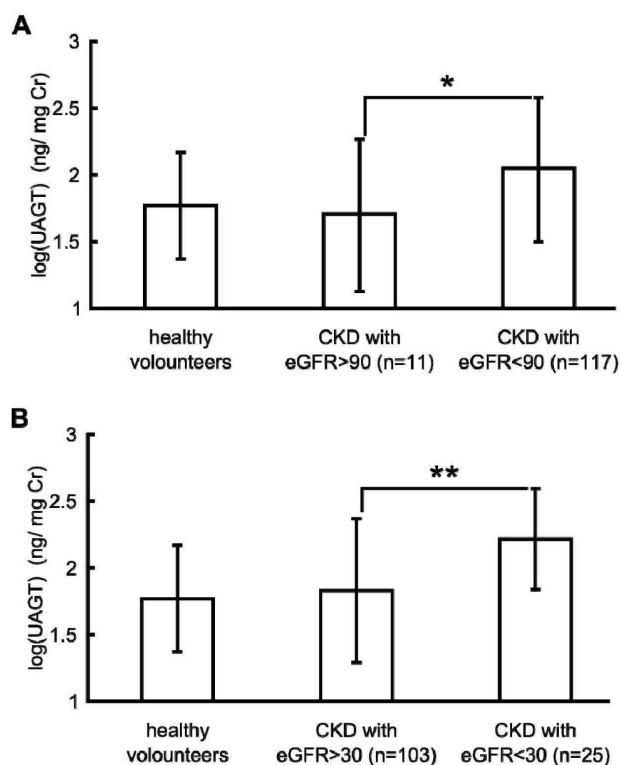 A
log(UAGT) (ng/ mg Cr)
3
2.5
2
1.5
1
*
healthy
volounteers
CKD with
eGFR>90 (n=11)
CKD with
eGFR<90 (n=117)
B
log(UAGT) (ng/ mg Cr)
3
2.5
2
1.5
1
**
healthy
volounteers
CKD with
eGFR>30 (n=103)
CKD with
eGFR<30 (n=25)